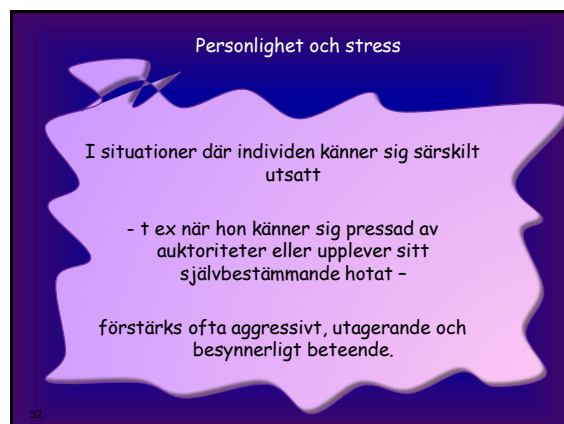 Personlighet och stress
I situationer där individen känner sig särskilt
utsatt
- t ex när hon känner sig pressad av
auktoriteter eller upplever sitt
självbestämmande hotat –
förstärks ofta aggressivt, utagerande och
besynnerligt beteende.
32